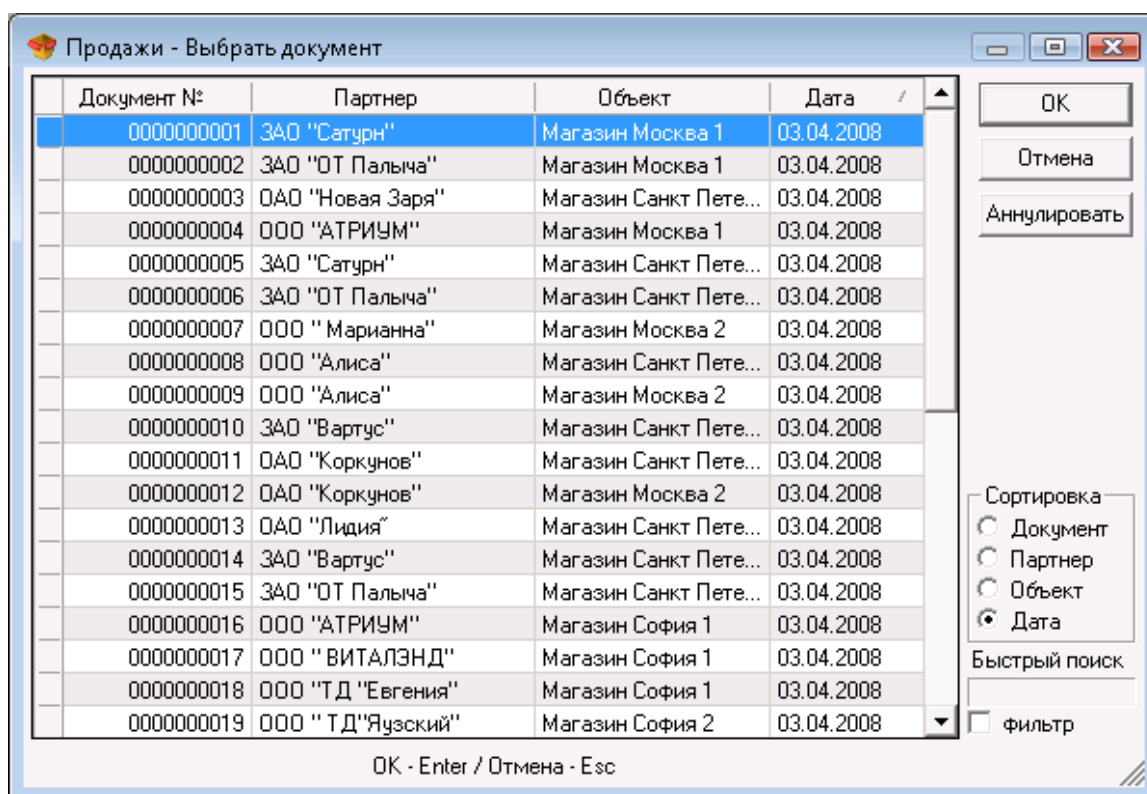 Продажи - Выбрать документ
Документ № Партнер Объект Дата
0000000001 ЗАО "Сатурн" Магазин Москва 1 03.04.2008
0000000002 ЗАО "ОТ Палыча" Магазин Москва 1 03.04.2008
0000000003 ОАО "Новая Заря" Магазин Санкт Пете... 03.04.2008
0000000004 ООО "АТРИУМ" Магазин Москва 1 03.04.2008
0000000005 ЗАО "Сатурн" Магазин Санкт Пете... 03.04.2008
0000000006 ЗАО "ОТ Палыча" Магазин Санкт Пете... 03.04.2008
0000000007 ООО " Марианна" Магазин Москва 2 03.04.2008
0000000008 ООО "Алиса" Магазин Санкт Пете... 03.04.2008
0000000009 ООО "Алиса" Магазин Москва 2 03.04.2008
0000000010 ЗАО "Вартус" Магазин Санкт Пете... 03.04.2008
0000000011 ОАО "Коркунов" Магазин Санкт Пете... 03.04.2008
0000000012 ОАО "Коркунов" Магазин Москва 2 03.04.2008
0000000013 ОАО "Лидия" Магазин Санкт Пете... 03.04.2008
0000000014 ЗАО "Вартус" Магазин Санкт Пете... 03.04.2008
0000000015 ЗАО "ОТ Палыча" Магазин Санкт Пете... 03.04.2008
0000000016 ООО "АТРИУМ" Магазин София 1 03.04.2008
0000000017 ООО " ВИТАЛЭНД" Магазин София 1 03.04.2008
0000000018 ООО "ТД "Евгения" Магазин София 1 03.04.2008
0000000019 ООО " ТД"Яузский" Магазин София 2 03.04.2008
OK
Отмена
Аннулировать
Сортировка
Документ
Партнер
Объект
Дата
Быстрый поиск
фильтр
OK - Enter / Отмена - Esc